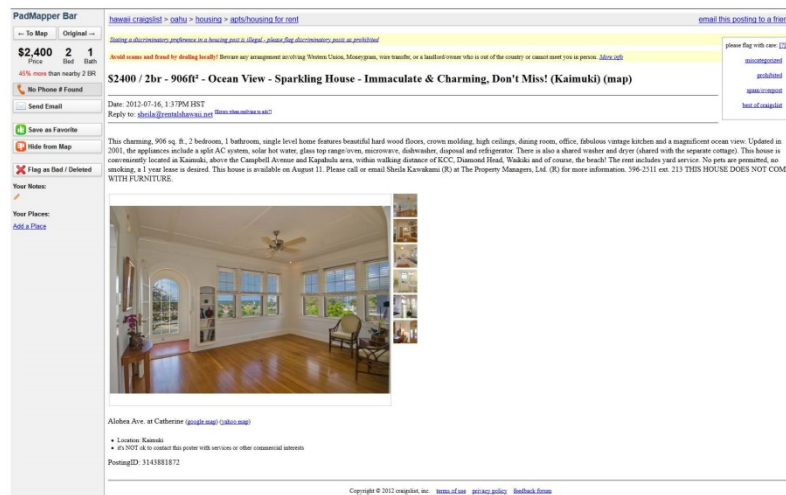 PadMapper Bar
← To Map Original →
$2,400 2 1
Price Bed Bath
45% more than nearby 2 BR
No Phone # Found
Send Email
Save as Favorite
Hide from Map
Flag as Bad / Deleted
Your Notes:
Your Places:
Add a Place
hawaii craigslist > oahu > housing > apts/housing for rent
email this posting to a frien
Stating a discriminatory preference in a housing post is illegal - please flag discriminatory posts as prohibited
Avoid scams and fraud by dealing locally! Beware any arrangement involving Western Union, Moneygram, wire transfer, or a landlord/owner who is out of the country or cannot meet you in person. More info
please flag with care: [?]
miscategorized
prohibited
spam/overpost
best of craigslist
$2400 / 2br - 906ft² - Ocean View - Sparkling House - Immaculate & Charming, Don't Miss! (Kaimuki) (map)
Date: 2012-07-16, 1:37PM HST
Reply to: sheila@rentalshawaii.net [Errors when replying to ads?]
This charming, 906 sq. ft., 2 bedroom, 1 bathroom, single level home features beautiful hard wood floors, crown molding, high ceilings, dining room, office, fabulous vintage kitchen and a magnificent ocean view. Updated in
2001, the appliances include a split AC system, solar hot water, glass top range/oven, microwave, dishwasher, disposal and refrigerator. There is also a shared washer and dryer (shared with the separate cottage). This house is
conveniently located in Kaimuki, above the Campbell Avenue and Kapahulu area, within walking distance of KCC, Diamond Head, Waikiki and of course, the beach! The rent includes yard service. No pets are permitted, no
smoking, a 1 year lease is desired. This house is available on August 11. Please call or email Sheila Kawakami (R) at The Property Managers, Ltd. (R) for more information. 596-2511 ext. 213 THIS HOUSE DOES NOT COM
WITH FURNITURE.
Alohea Ave. at Catherine (google map) (yahoo map)
• Location: Kaimuki
• it's NOT ok to contact this poster with services or other commercial interests
PostingID: 3143881872
Copyright © 2012 craigslist, inc. terms of use privacy policy feedback forum